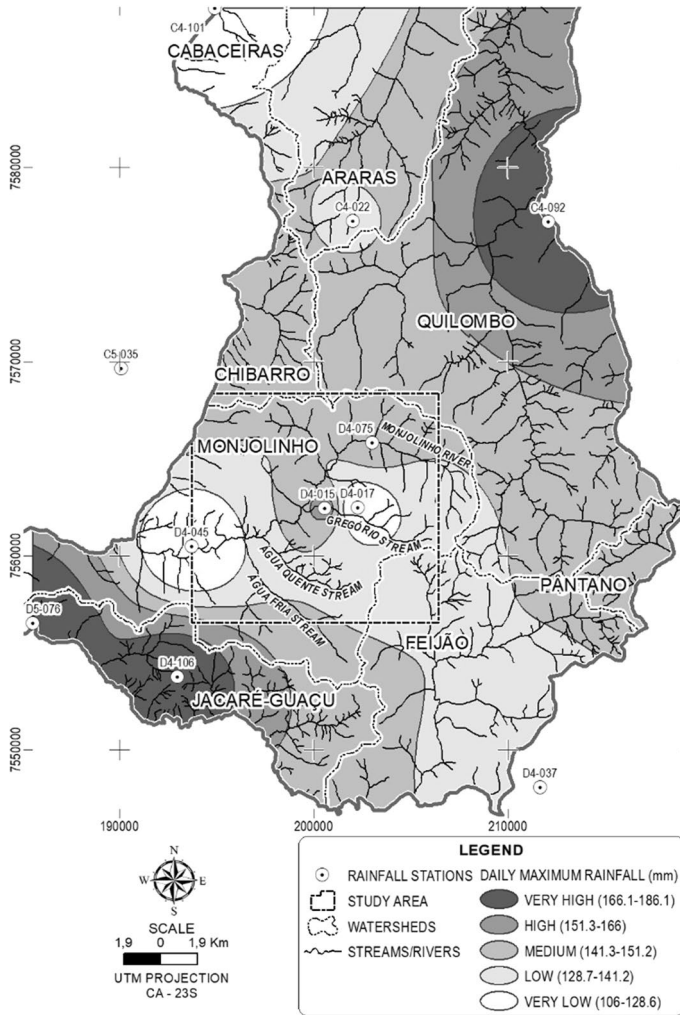 C4-101
CABACEIRAS
7580000
ARARAS
C4-022
C4-092
QUILOMBO
C5-035
7570000
CHIBARRO
MONJOLINHO
D4-075
MONJOLINHO RIVER
D4-015
D4-017
GREGÓRIO STREAM
D4-045
7560000
AGUA QUENTE STREAM
PÂNTANO
AGUA FRIA STREAM
D5-076
FEIJÃO
D4-106
JACARÉ-GUAÇU
7550000
D4-037
190000
200000
210000
N
W
E
S
SCALE
1,9 0 1,9 Km
UTM PROJECTION
CA - 23S
LEGEND
RAINFALL STATIONS
STUDY AREA
WATERSHEDS
STREAMS/RIVERS
DAILY MAXIMUM RAINFALL (mm)
VERY HIGH (166.1-186.1)
HIGH (151.3-166)
MEDIUM (141.3-151.2)
LOW (128.7-141.2)
VERY LOW (106-128.6)